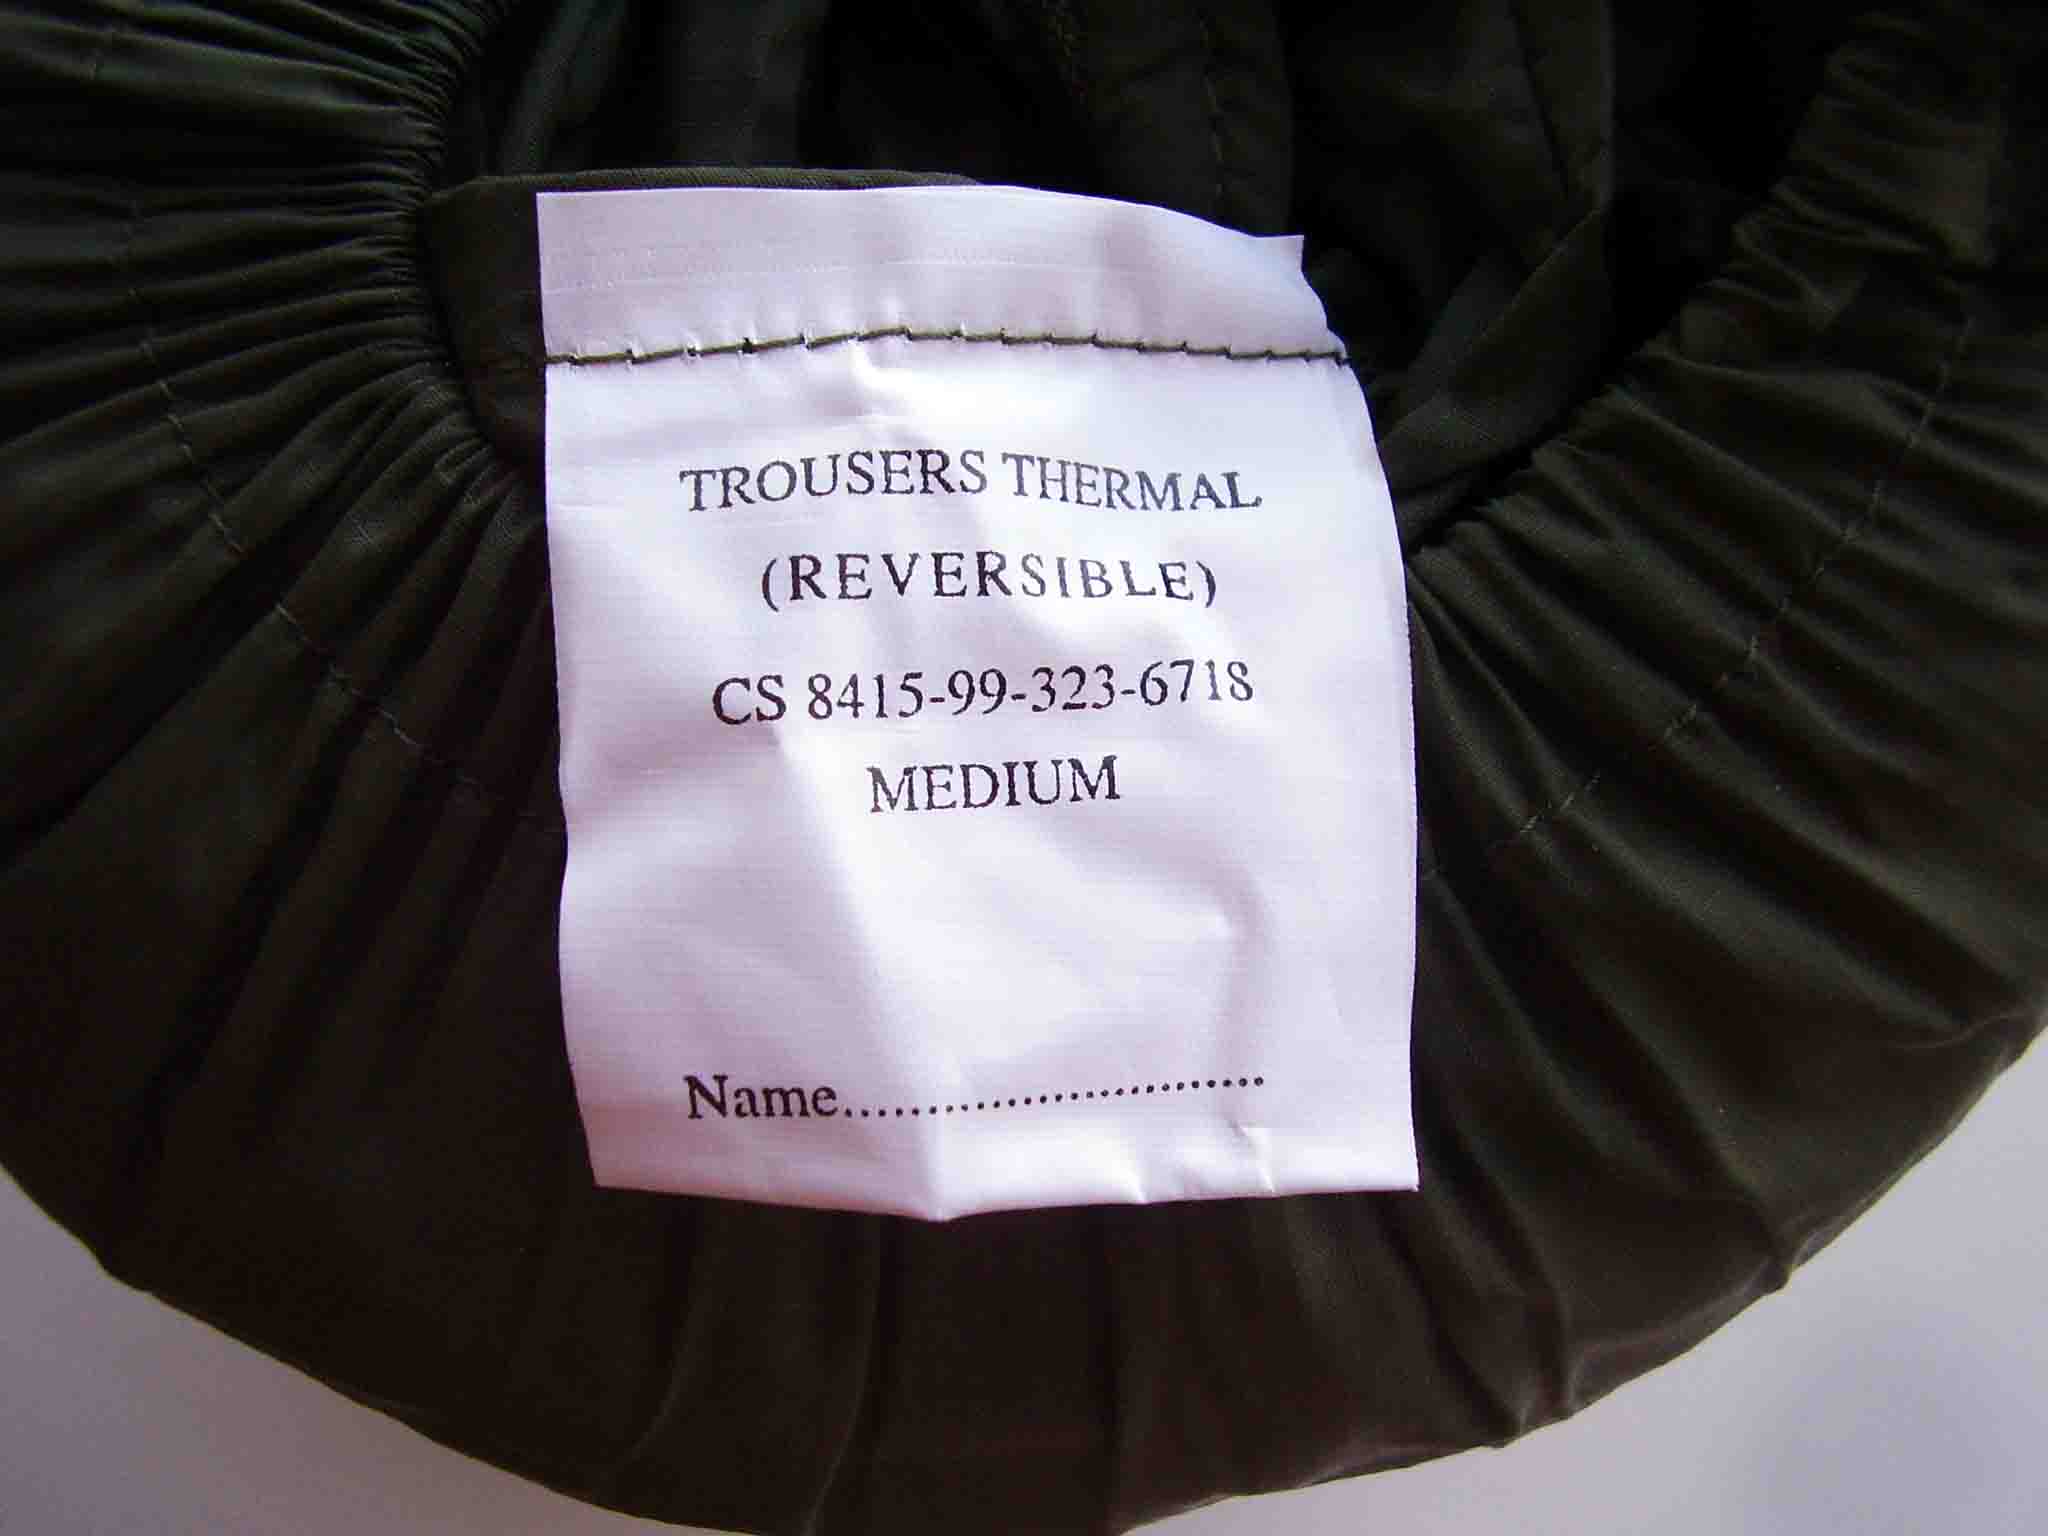 TROUSERS THERMAL
(REVERSIBLE)
CS 8415-99-323-6718
MEDIUM
Name..............................